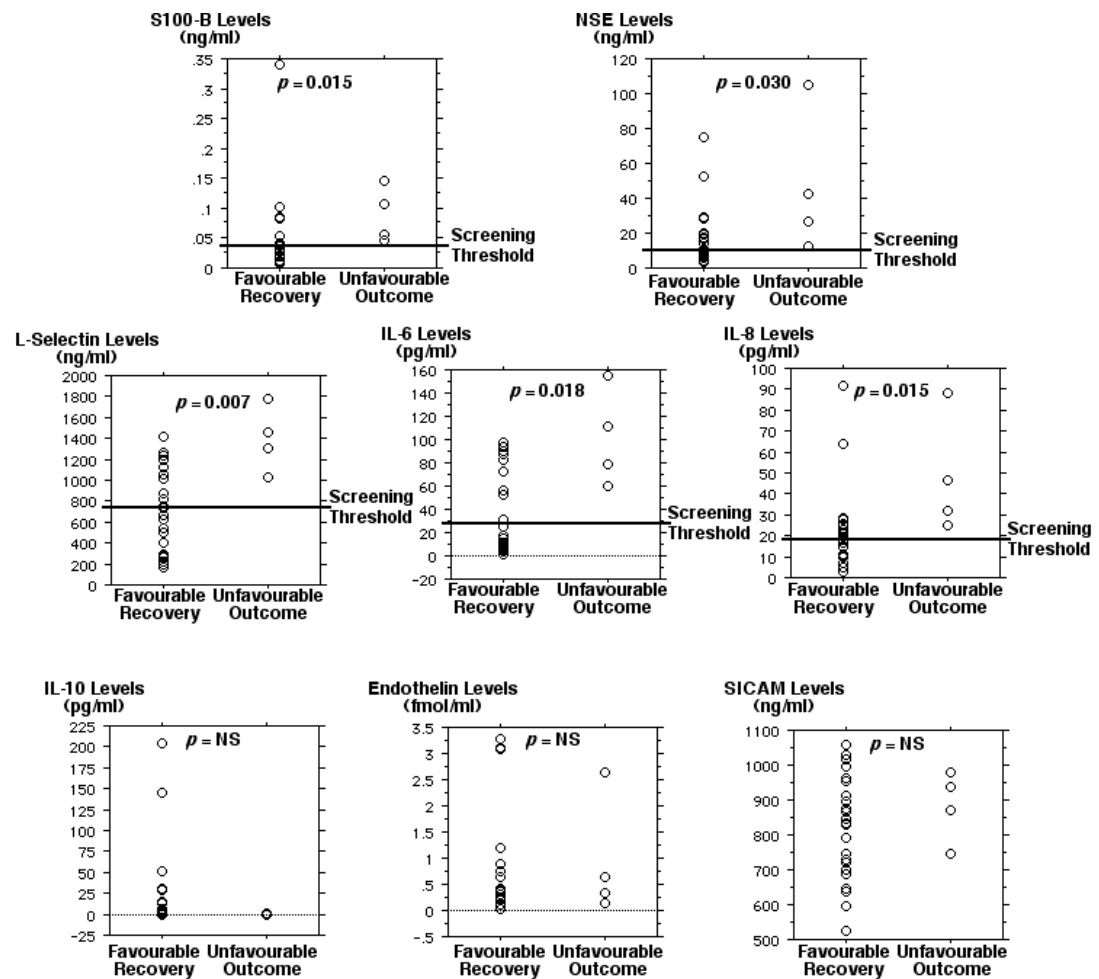 S100-B Levels
(ng/ml)
.35
.3
.25
.2
.15
.1
.05
0
p = 0.015
Screening
Threshold
Favourable Unfavourable
Recovery Outcome
NSE Levels
(ng/ml)
120
100
80
60
40
20
0
p = 0.030
Screening
Threshold
Favourable Unfavourable
Recovery Outcome
L-Selectin Levels
(ng/ml)
2000
1800
1600
1400
1200
1000
800
600
400
200
0
p = 0.007
Screening
Threshold
Favourable Unfavourable
Recovery Outcome
IL-6 Levels
(pg/ml)
160
140
120
100
80
60
40
20
0
-20
p = 0.018
Screening
Threshold
Favourable Unfavourable
Recovery Outcome
IL-8 Levels
(pg/ml)
100
90
80
70
60
50
40
30
20
10
0
p = 0.015
Screening
Threshold
Favourable Unfavourable
Recovery Outcome
IL-10 Levels
(pg/ml)
225
200
175
150
125
100
75
50
25
0
-25
p = NS
Favourable Unfavourable
Recovery Outcome
Endothelin Levels
(fmol/ml)
3.5
3
2.5
2
1.5
1
.5
0
-.5
p = NS
Favourable Unfavourable
Recovery Outcome
SICAM Levels
(ng/ml)
1100
1000
900
800
700
600
500
p = NS
Favourable Unfavourable
Recovery Outcome